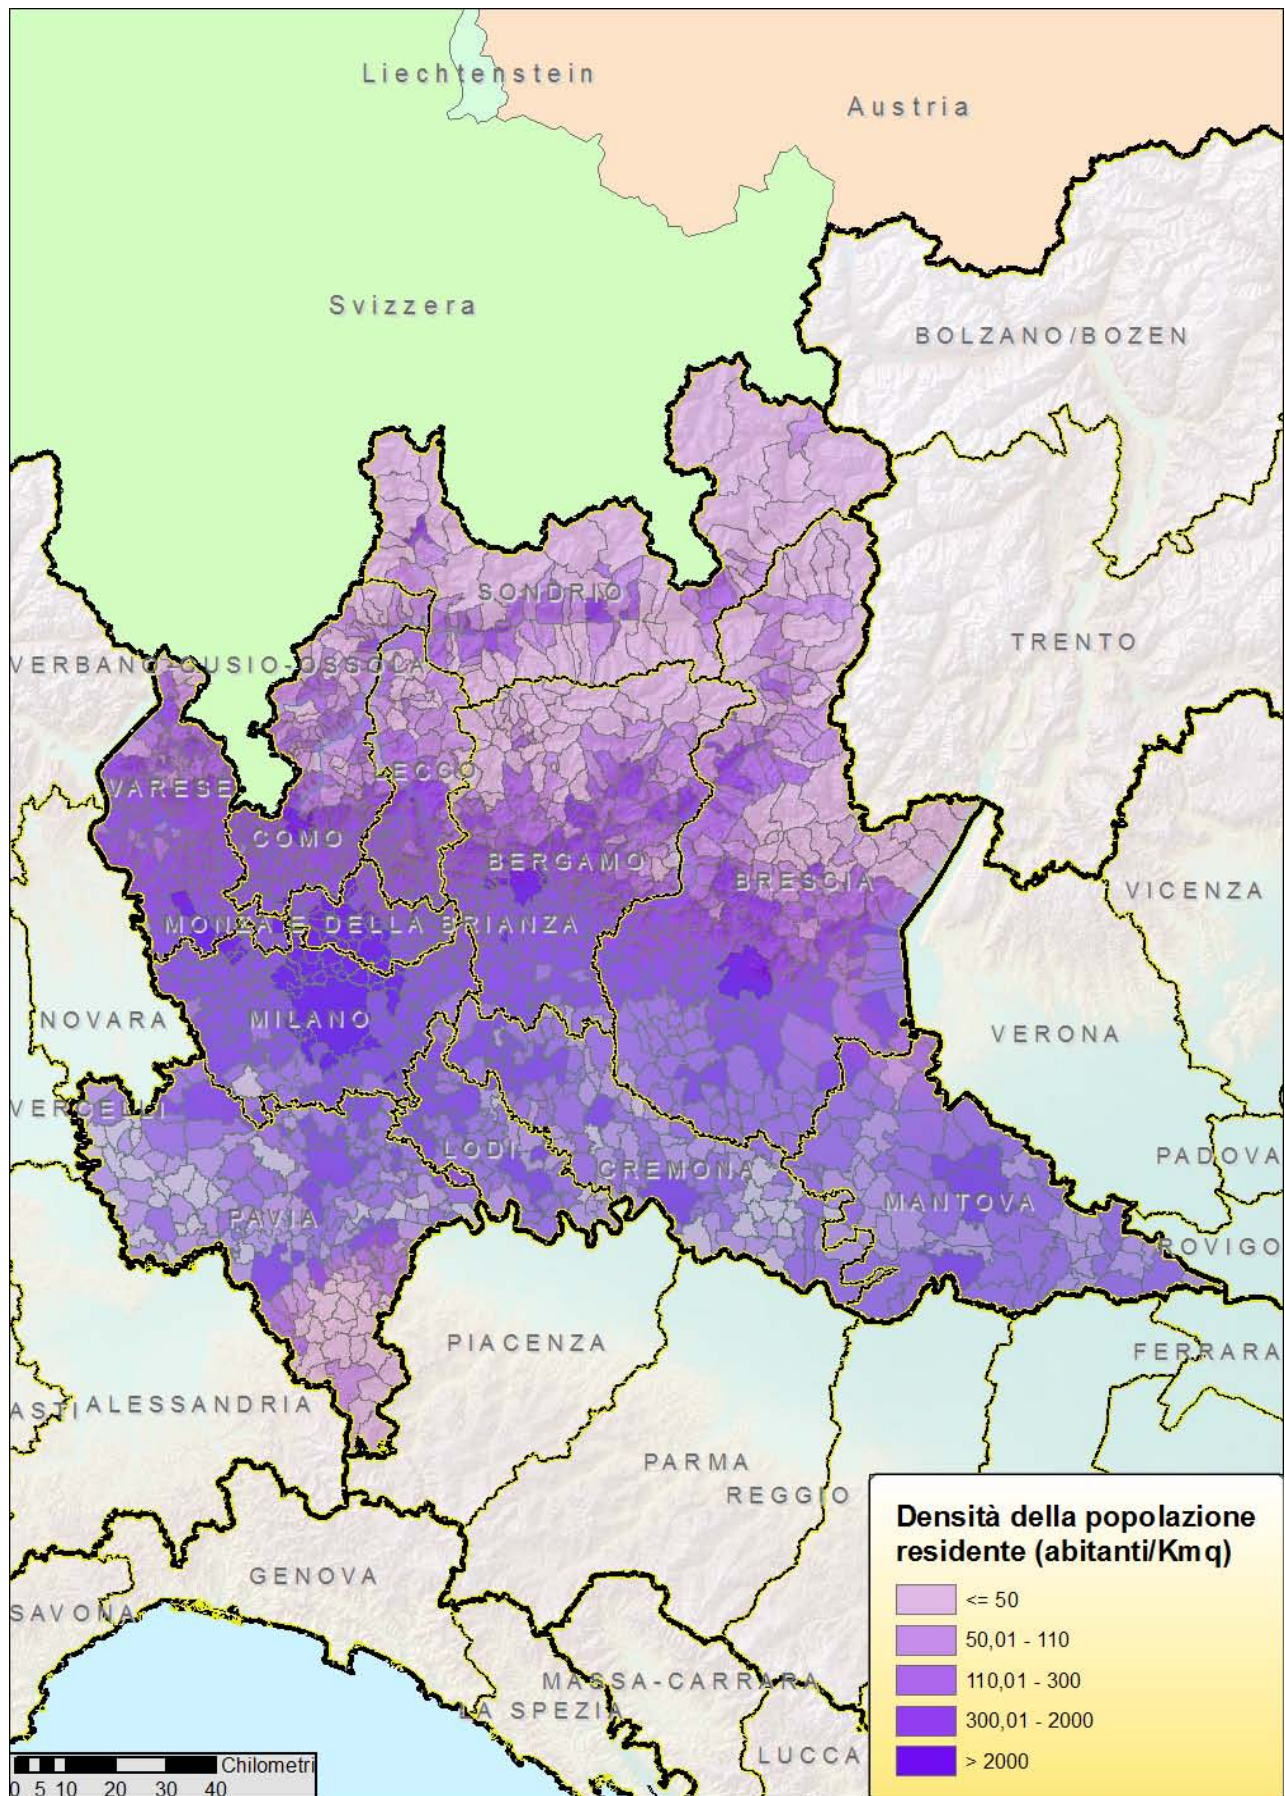 Liechtenstein
Austria
Svizzera
BOLZANO/BOZEN
SONDRIO
TRENTO
VERBANO-CUSIO-OSSOLA
LECCO
VARESE
COMO
BERGAMO
BRESCIA
VICENZA
MONZA E DELLA BRIANZA
NOVARA
MILANO
VERONA
VERCELLI
LODI
CREMONA
PADOVA
PAVIA
MANTOVA
ROVIGO
PIACENZA
FERRARA
ASTI
ALESSANDRIA
PARMA
REGGIO
GENOVA
SAVONA
MASSA-CARRARA
LA SPEZIA
LUCCA
Densità della popolazione
residente (abitanti/Kmq)
<= 50
50,01 - 110
110,01 - 300
300,01 - 2000
> 2000
Chilometri
0 5 10 20 30 40